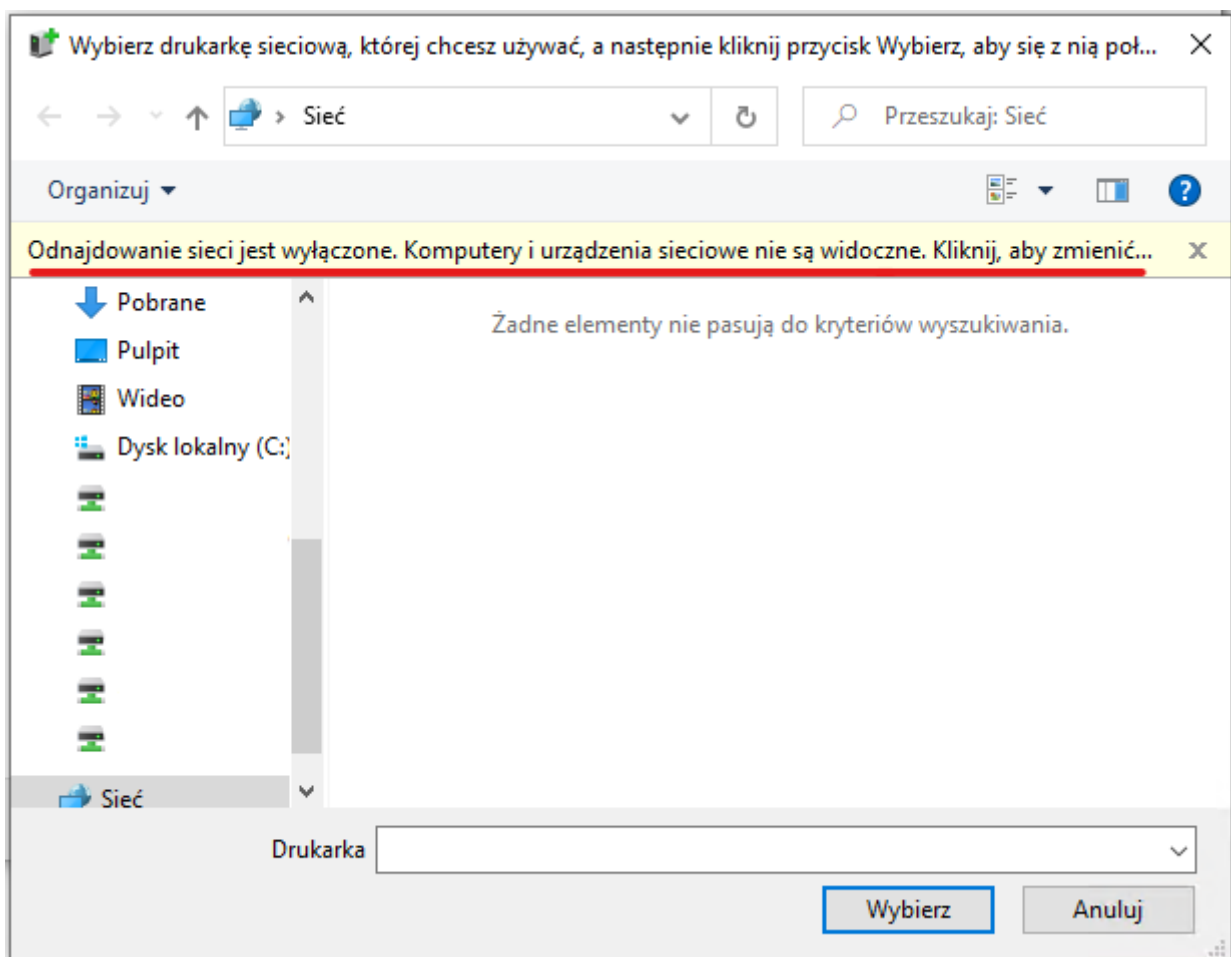 Wybierz drukarkę sieciową, której chcesz używać, a następnie kliknij przycisk Wybierz, aby się z nią poł...
Sieć
Przeszukaj: Sieć
Organizuj
Odnajdowanie sieci jest wyłączone. Komputery i urządzenia sieciowe nie są widoczne. Kliknij, aby zmienić...
Pobrane
Żadne elementy nie pasują do kryteriów wyszukiwania.
Pulpit
Wideo
Dysk lokalny (C:)
Sieć
Drukarka
Wybierz
Anuluj